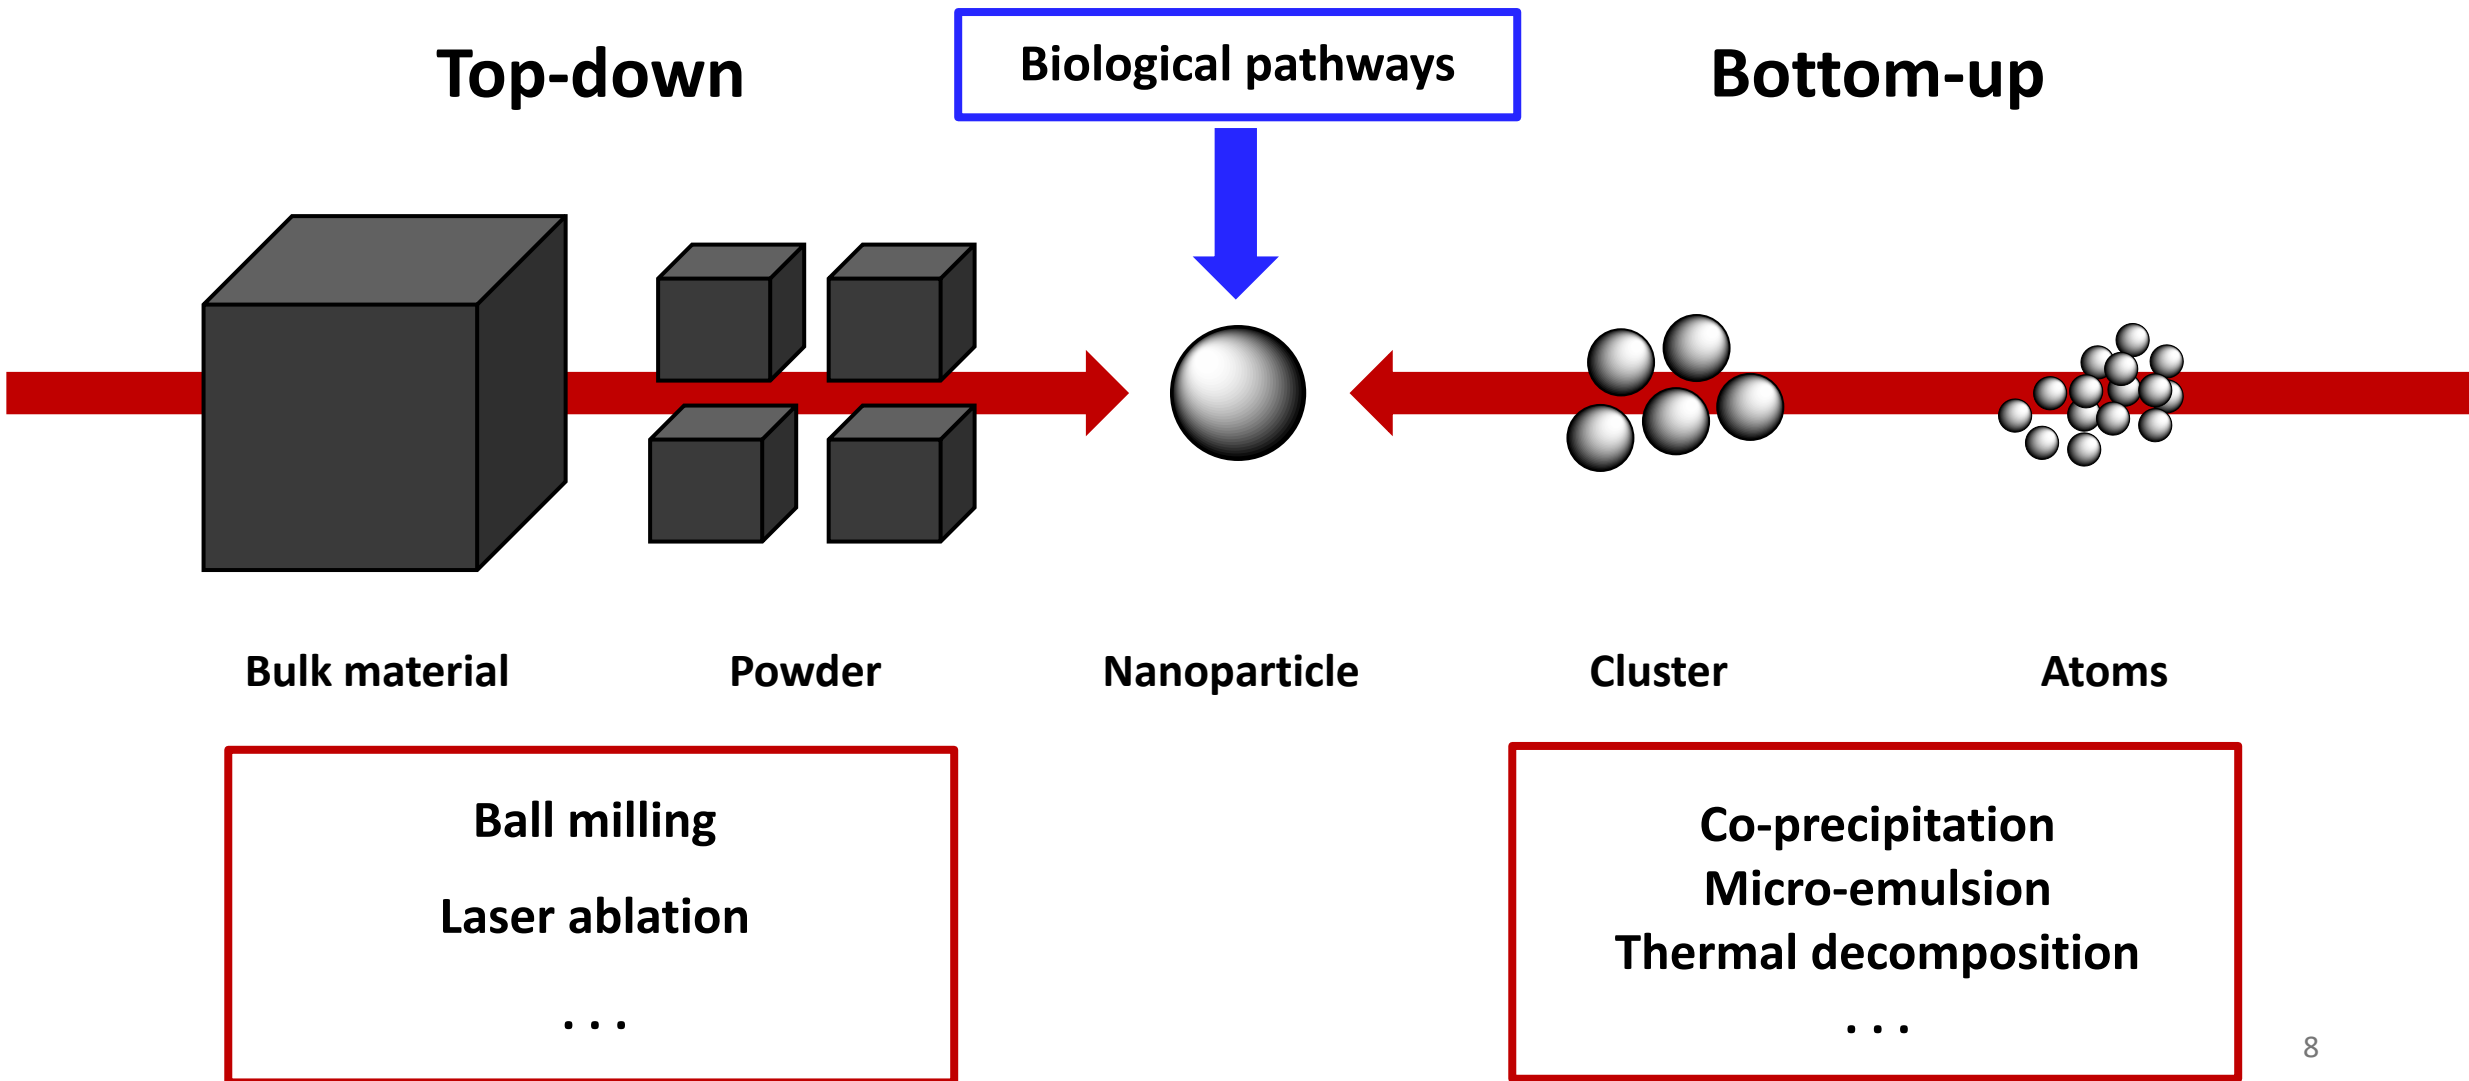 Top-down
Biological pathways
Bottom-up
Bulk material
Powder
Nanoparticle
Cluster
Atoms
Ball milling
Laser ablation
. . .
Co-precipitation
Micro-emulsion
Thermal decomposition
. . .
8